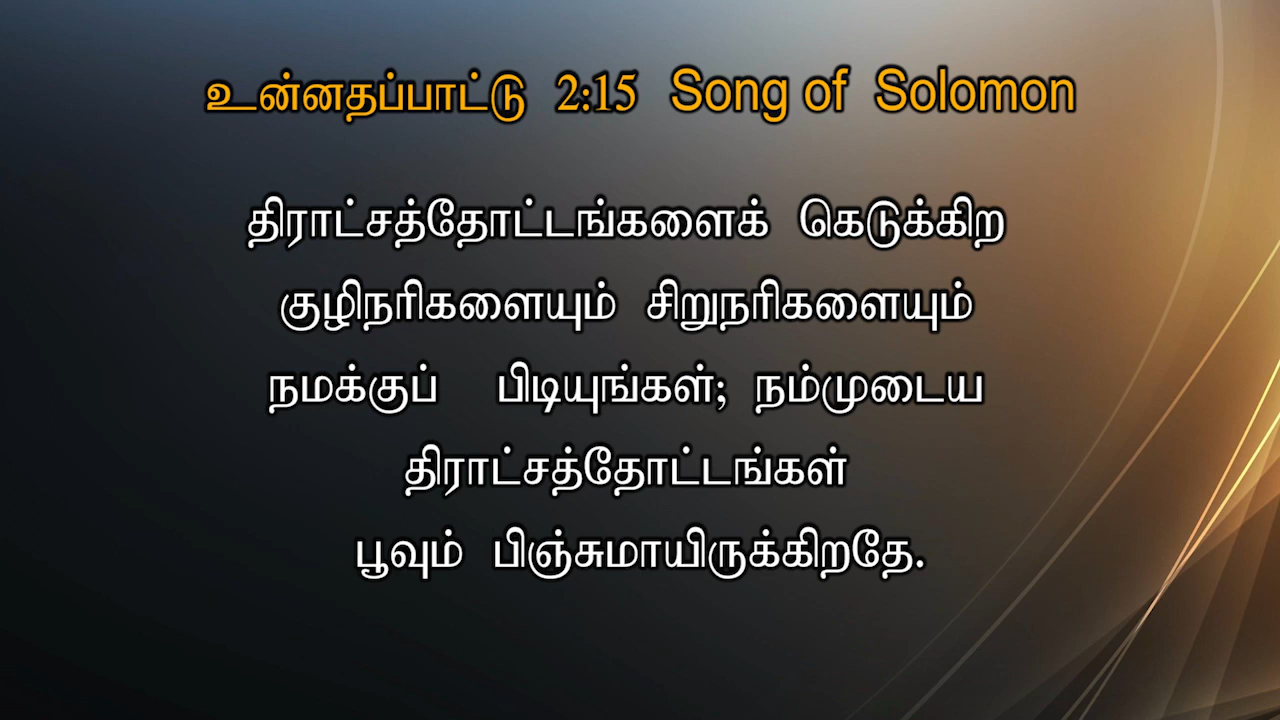 உன்னதப்பாட்டு 2:15 Song of Solomon
திராட்சத்தோட்டங்களைக் கெடுக்கிற
குழிநரிகளையும் சிறுநரிகளையும்
நமக்குப் பிடியுங்கள்; நம்முடைய
திராட்சத்தோட்டங்கள்
பூவும் பிஞ்சுமாயிருக்கிறதே.